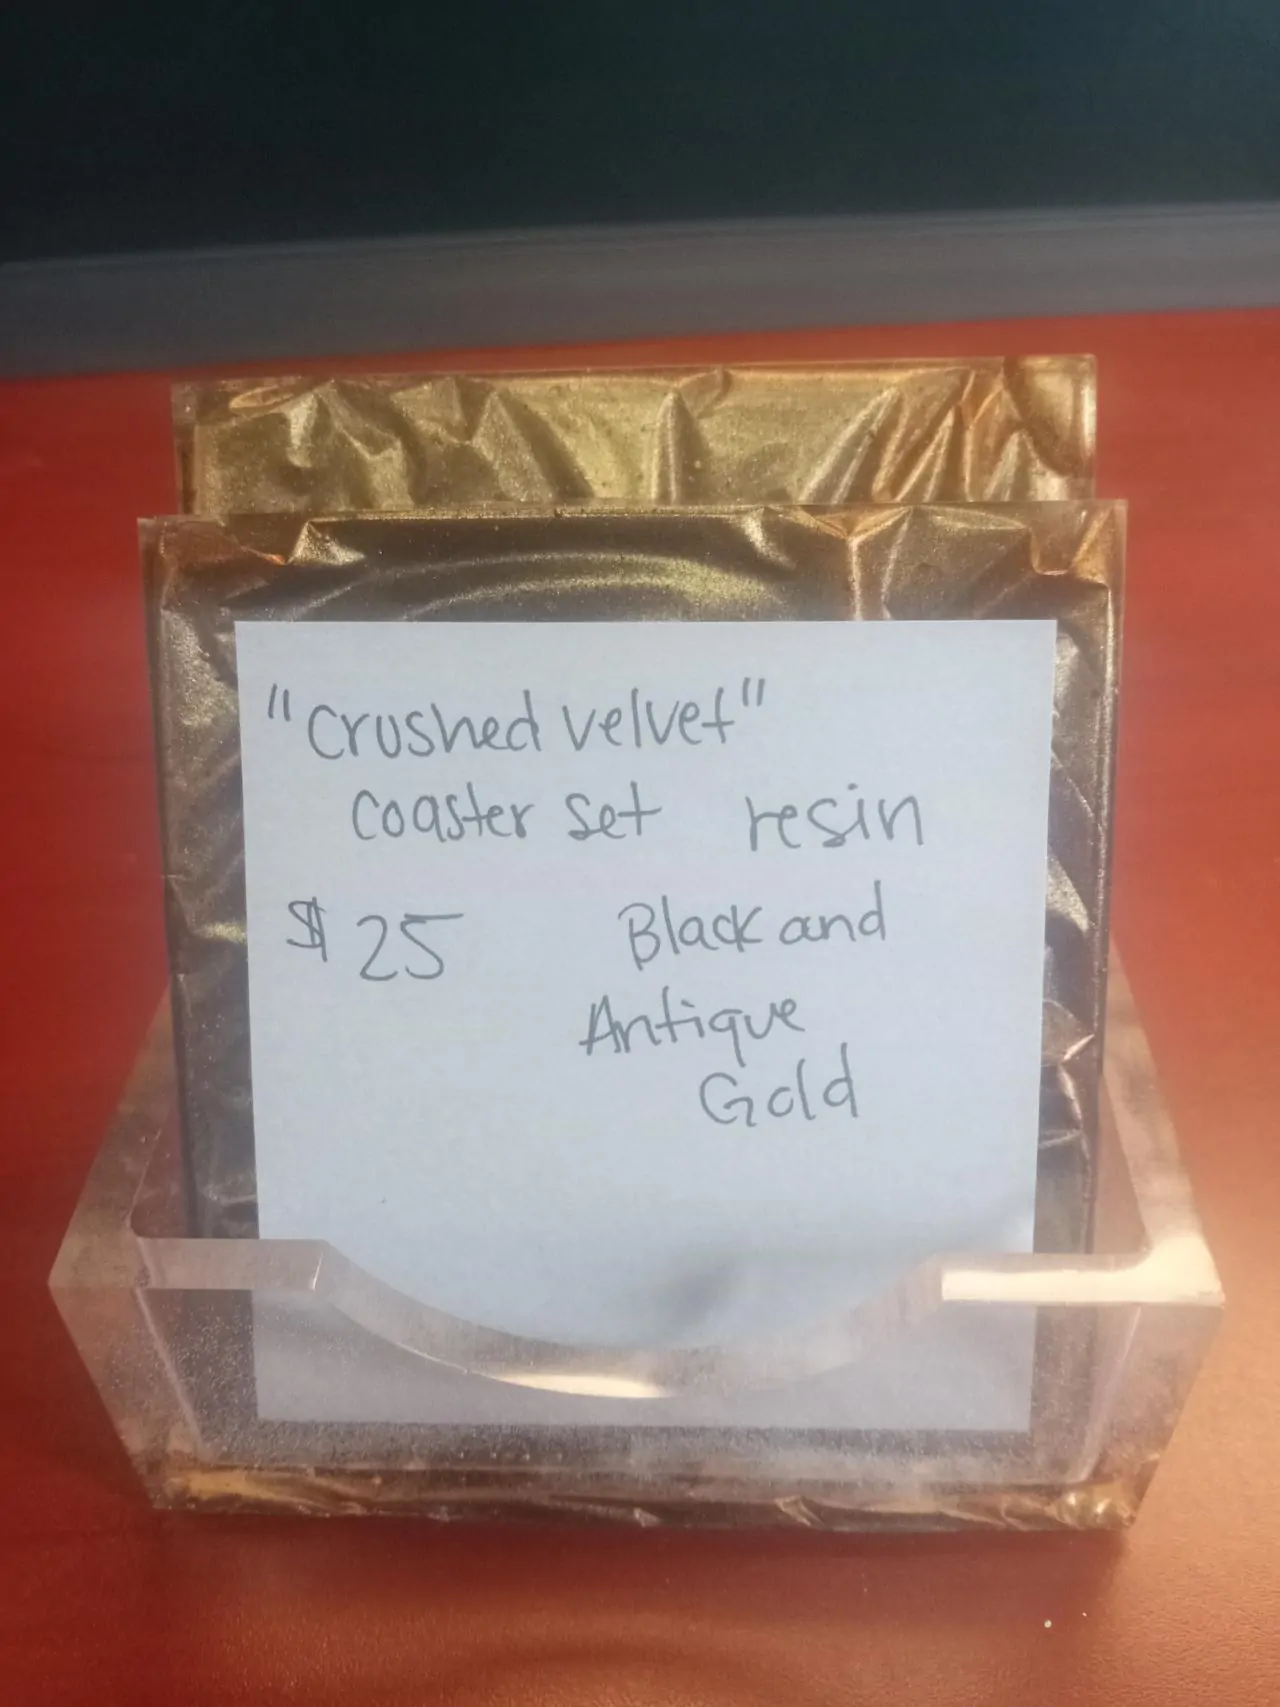 "Crushed velvet"
coaster set resin
$25 Black and
Antique
Gold